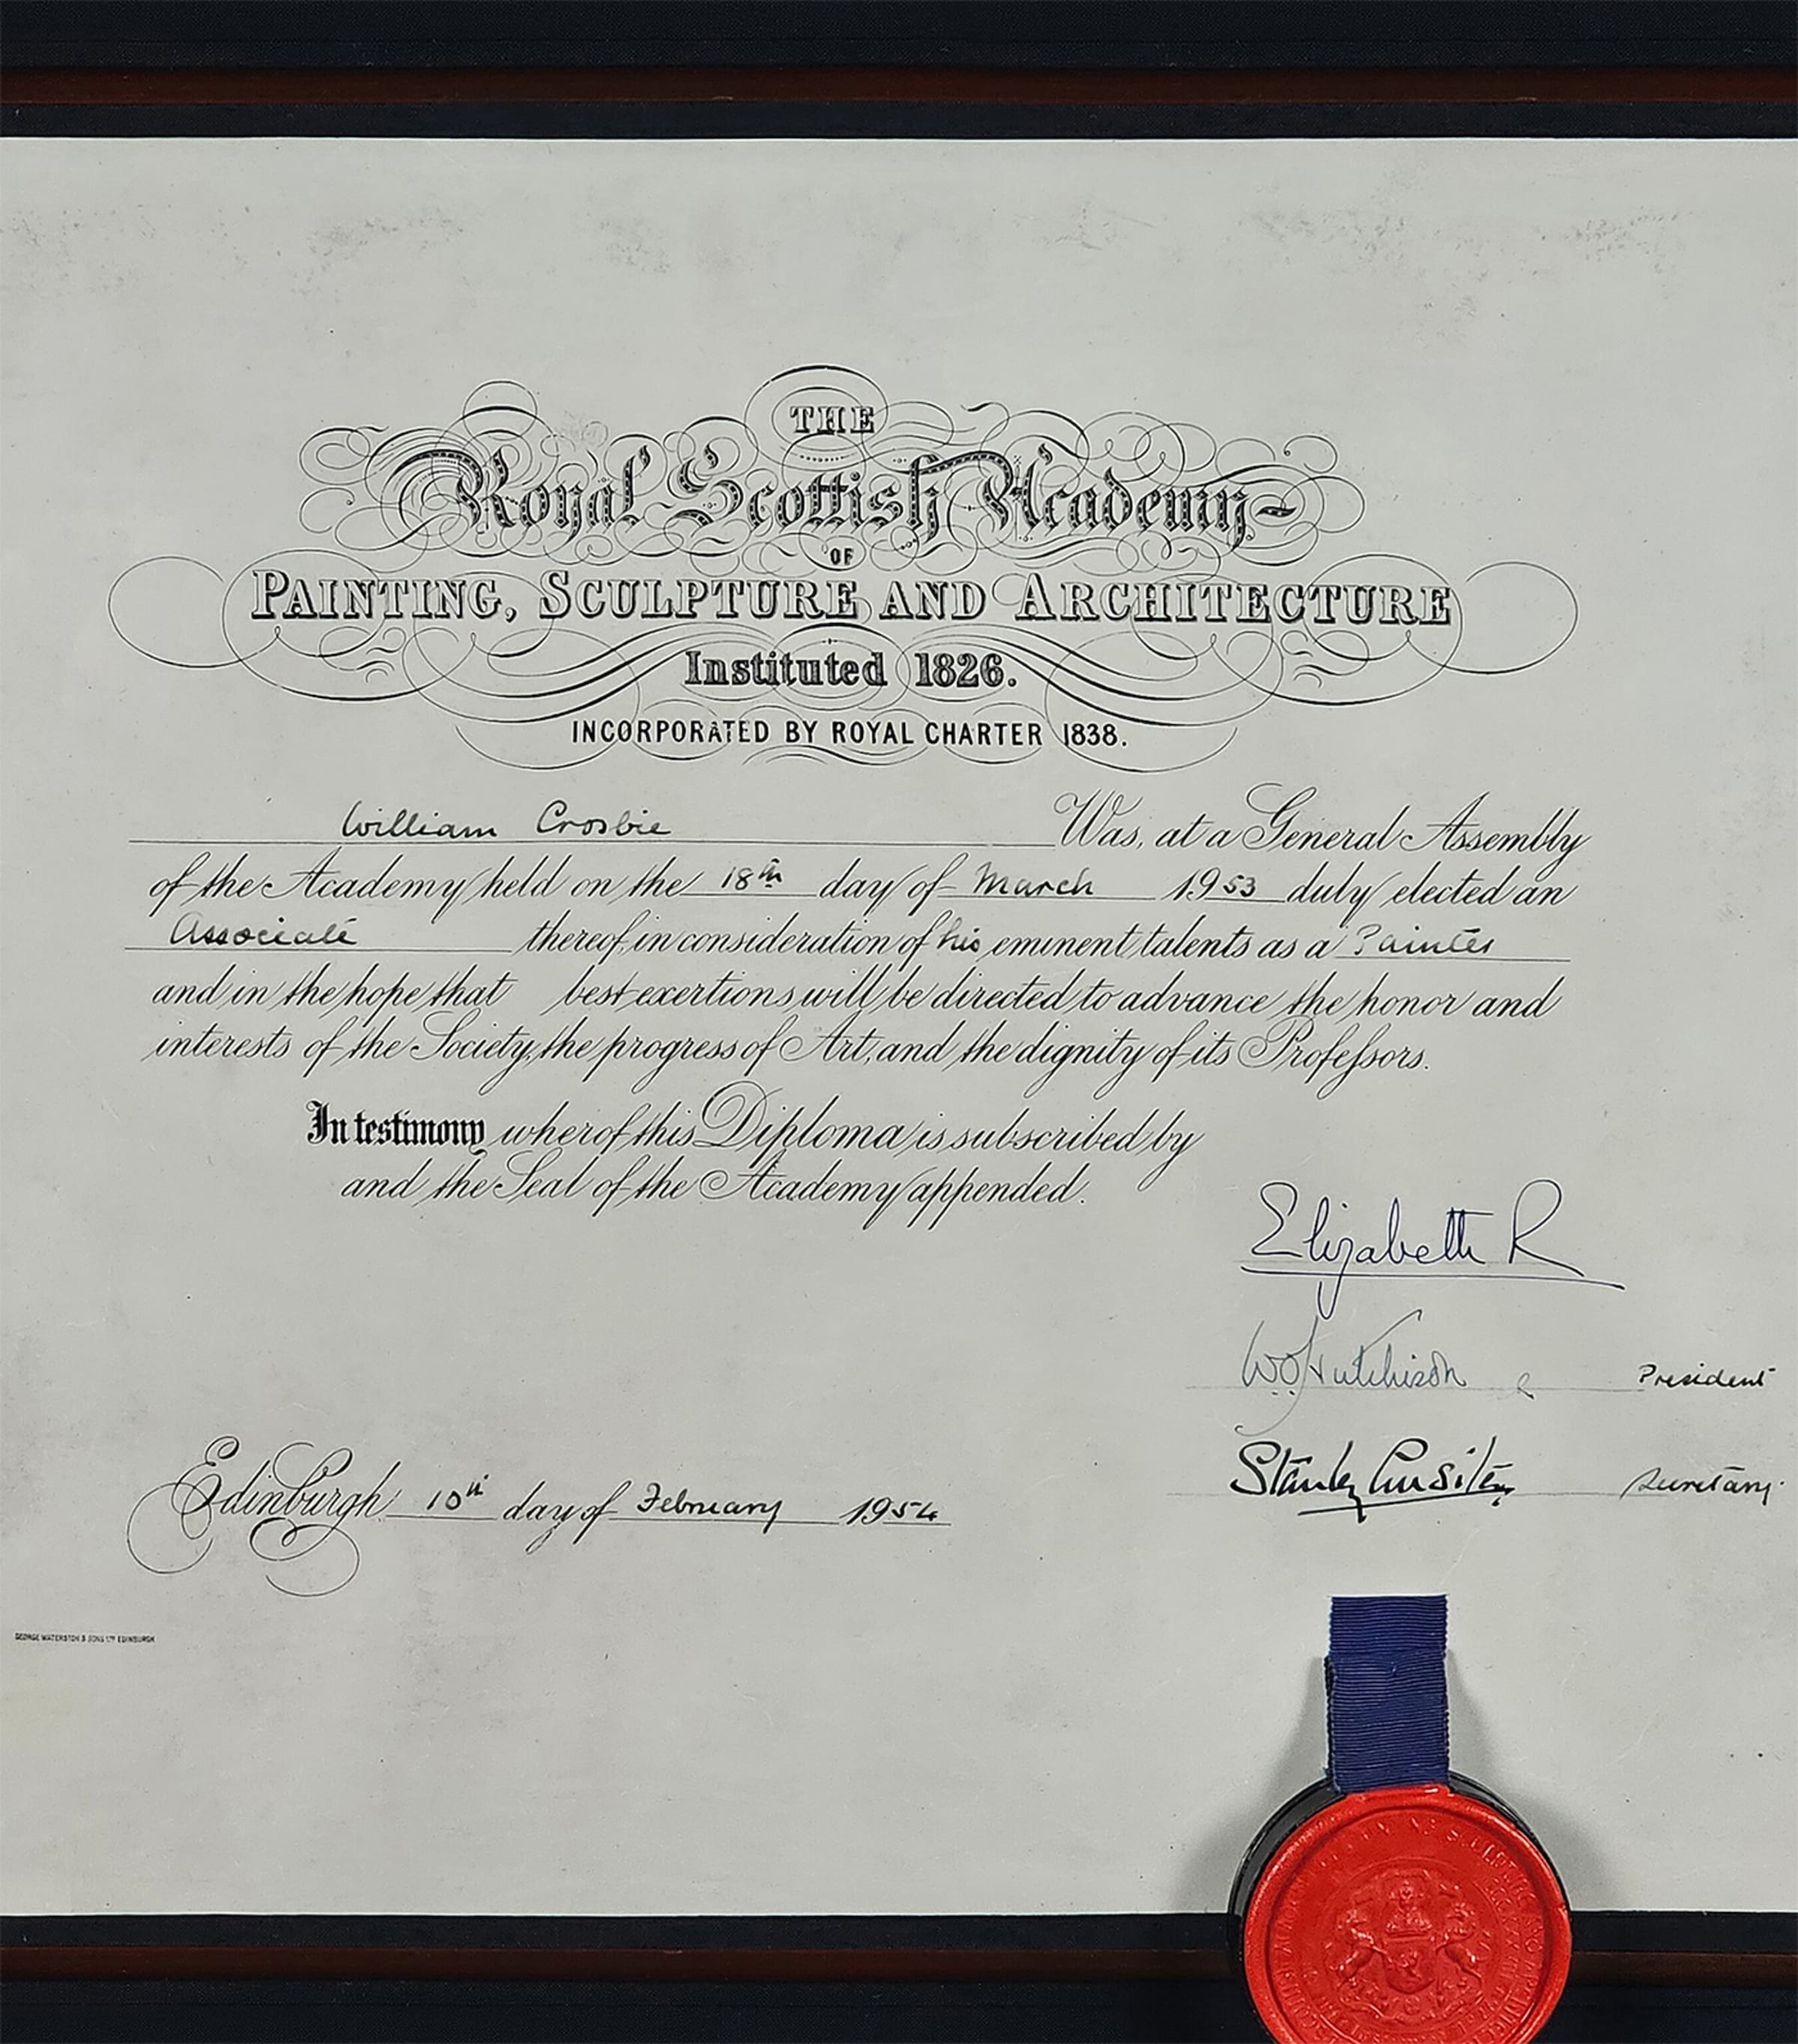 THE
Royal Scottish Academy
OF
PAINTING, SCULPTURE AND ARCHITECTURE
Instituted 1826.
INCORPORATED BY ROYAL CHARTER 1838.
William Crosbie Was, at a General Assembly
of the Academy held on the 18th day of March 1953 duly elected an
Associate thereof, in consideration of his eminent talents as a Painter
and in the hope that best exertions will be directed to advance the honor and
interests of the Society, the progress of Art, and the dignity of its Professors.
In testimony wherof this Diploma is subscribed by
and the Seal of the Academy appended.
Elizabeth R
W.O. Hutchison President
Stanley Cursiter Secretary.
Edinburgh 10th day of February 1954
GEORGE WATERSTON & SONS LTD EDINBURGH